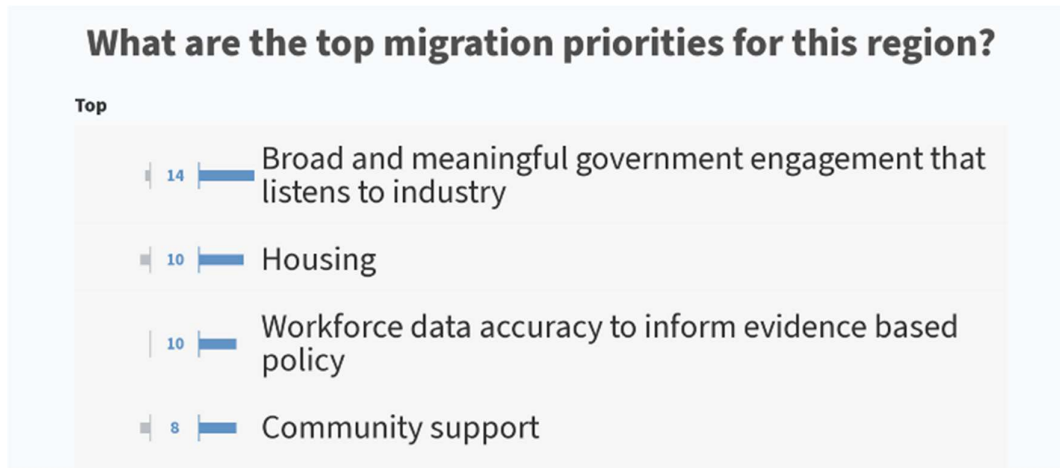 What are the top migration priorities for this region?
Top
14 Broad and meaningful government engagement that
listens to industry
10 Housing
10 Workforce data accuracy to inform evidence based
policy
8 Community support